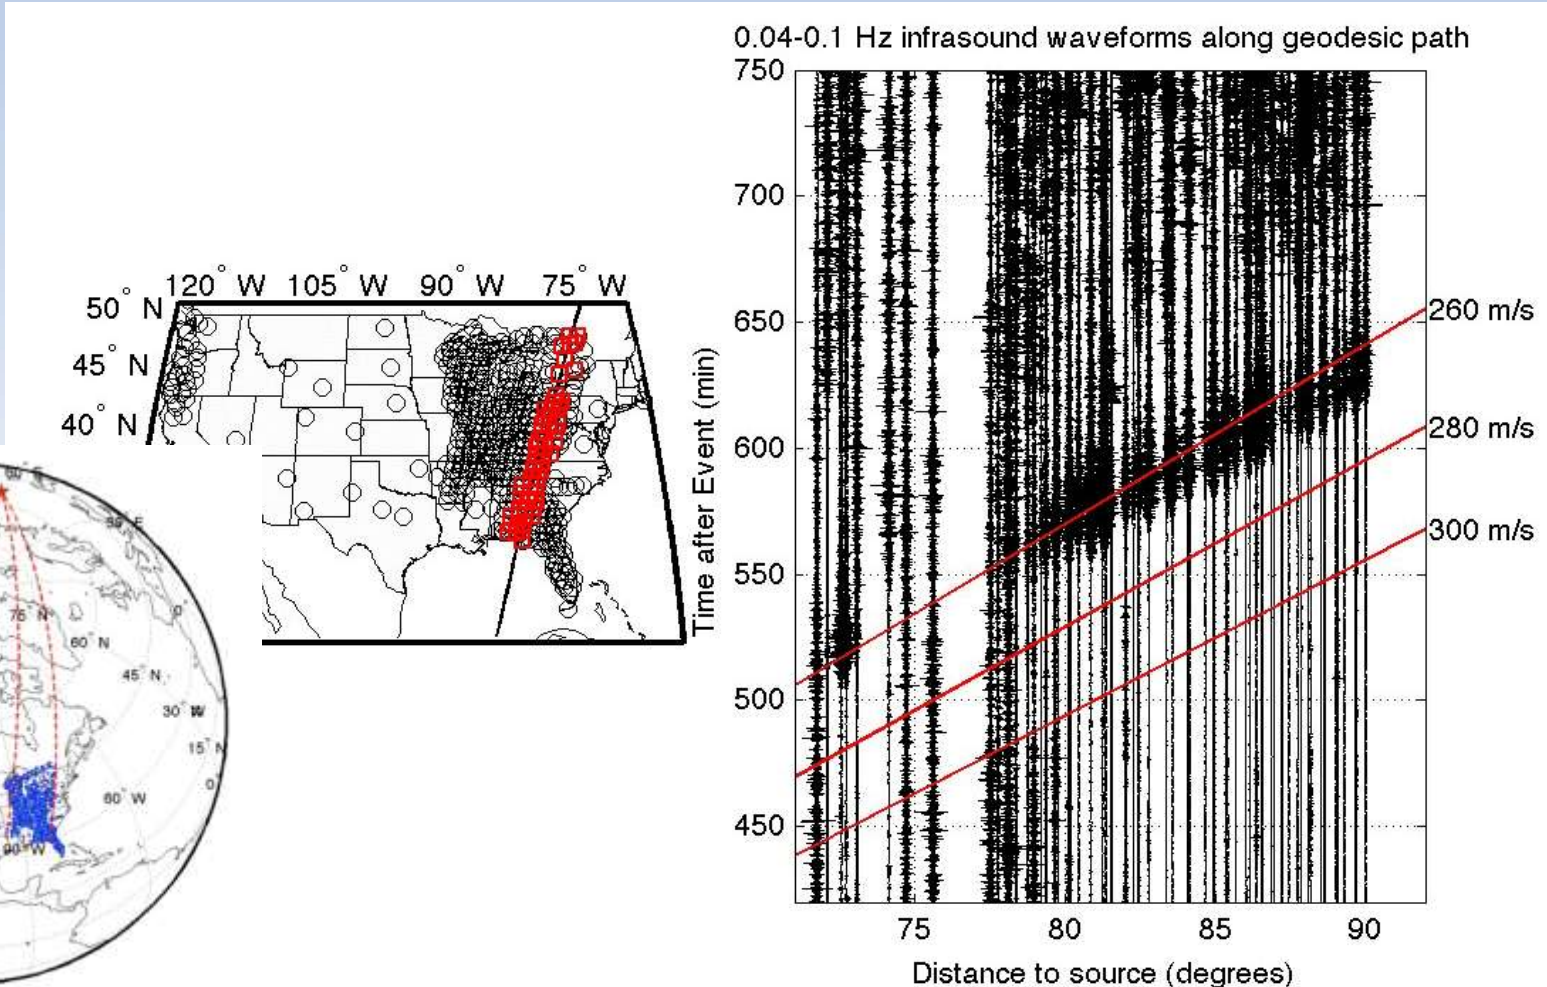 0.04-0.1 Hz infrasound waveforms along geodesic path
750
700
650
600
550
500
450
Time after Event (min)
260 m/s
280 m/s
300 m/s
75
80
85
90
Distance to source (degrees)
120° W
105° W
90° W
75° W
50° N
45° N
40° N
75° N
60° N
45° N
30°
15° N
0°
0
60° W
90° W